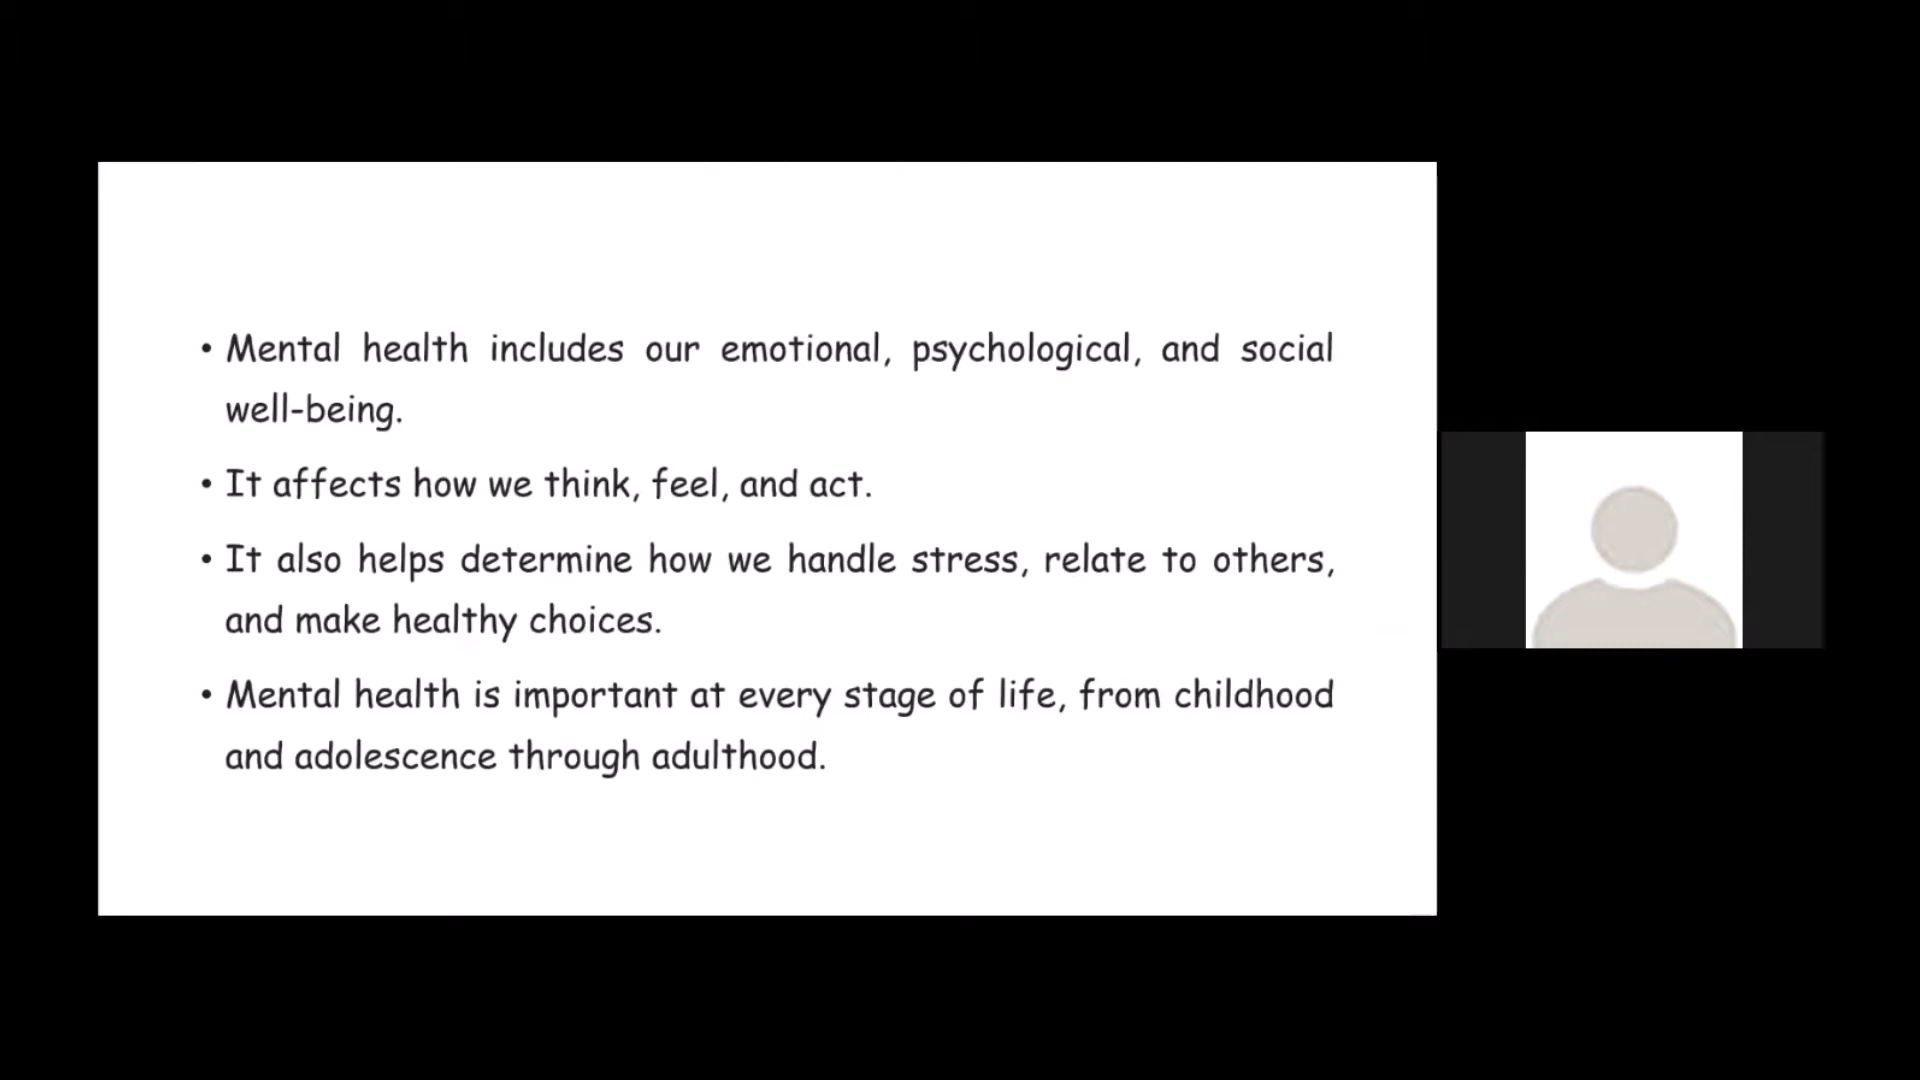 • Mental health includes our emotional, psychological, and social
well-being.
• It affects how we think, feel, and act.
• It also helps determine how we handle stress, relate to others,
and make healthy choices.
• Mental health is important at every stage of life, from childhood
and adolescence through adulthood.